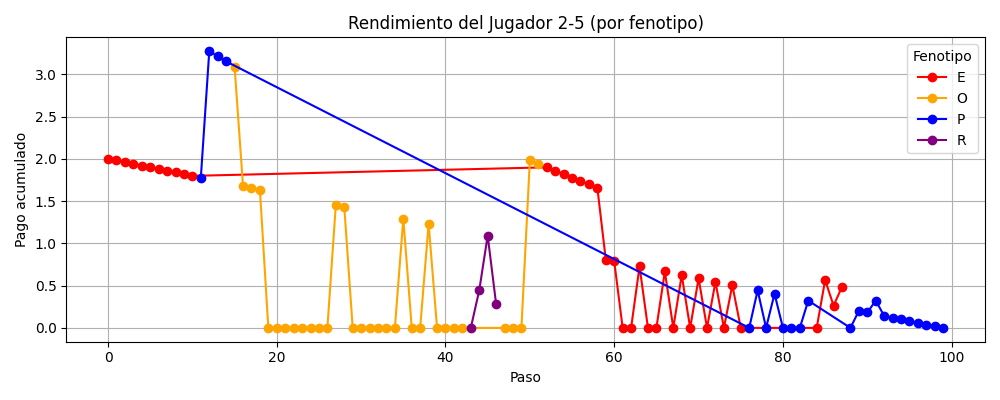 Rendimiento del Jugador 2-5 (por fenotipo)
Pago acumulado
3.0
2.5
2.0
1.5
1.0
0.5
0.0
0
20
40
60
80
100
Paso
Fenotipo
E
O
P
R